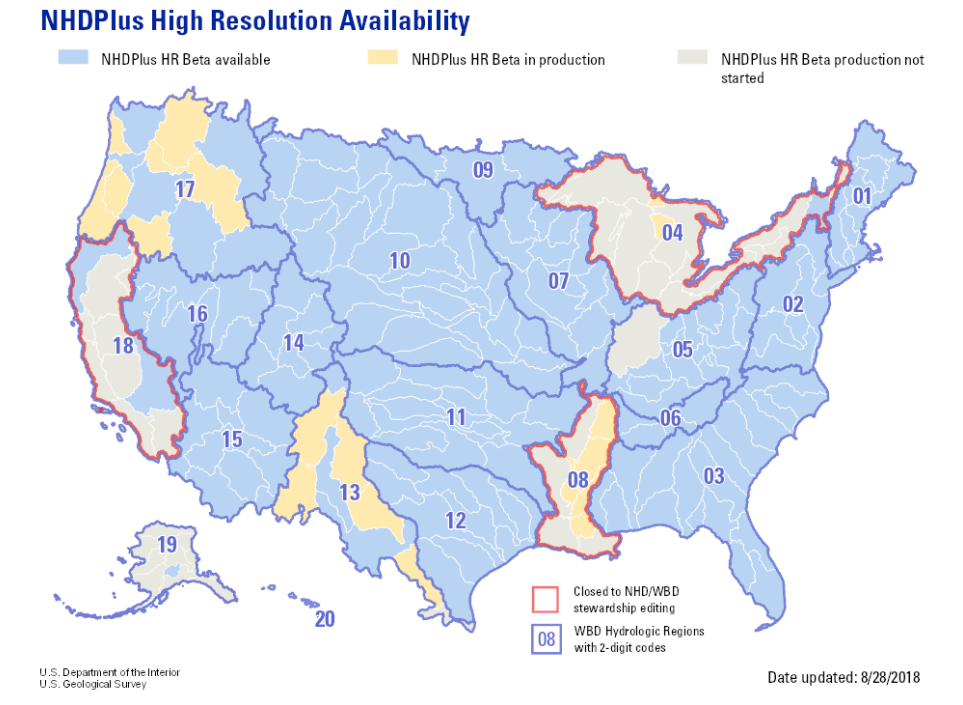 NHDPlus High Resolution Availability
NHDPlus HR Beta available
NHDPlus HR Beta in production
NHDPlus HR Beta production not
started
09
01
17
04
10
07
02
16
14
18
05
11
06
15
08
03
13
12
19
20
Closed to NHD/WBD
stewardship editing
08
WBD Hydrologic Regions
with 2-digit codes
U.S. Department of the Interior
U.S. Geological Survey
Date updated: 8/28/2018